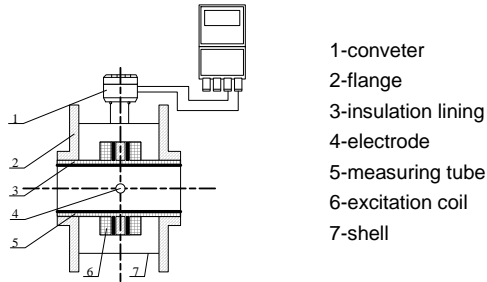 1
2
3
4
5
6
7
1-conveter
2-flange
3-insulation lining
4-electrode
5-measuring tube
6-excitation coil
7-shell